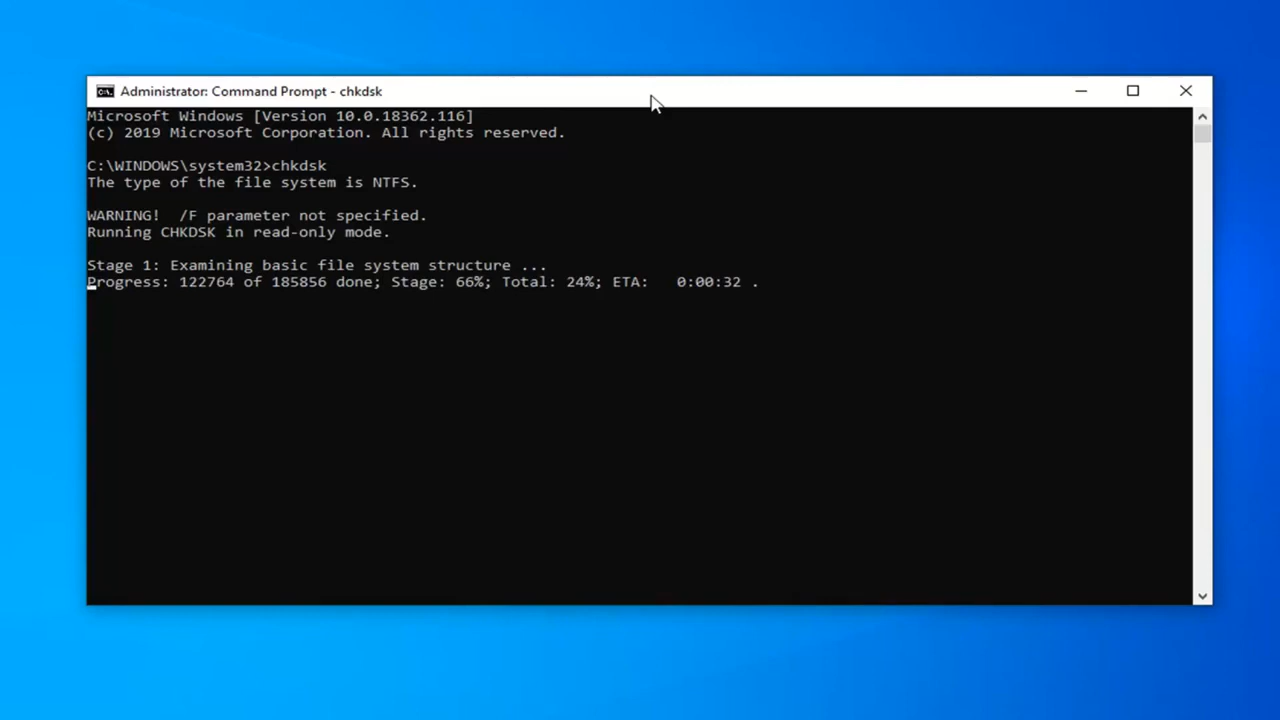 Administrator: Command Prompt - chkdsk
Microsoft Windows [Version 10.0.18362.116]
(c) 2019 Microsoft Corporation. All rights reserved.
C:\WINDOWS\system32>chkdsk
The type of the file system is NTFS.
WARNING!  /F parameter not specified.
Running CHKDSK in read-only mode.
Stage 1: Examining basic file system structure ...
Progress: 122764 of 185856 done; Stage: 66%; Total: 24%; ETA:   0:00:32 .